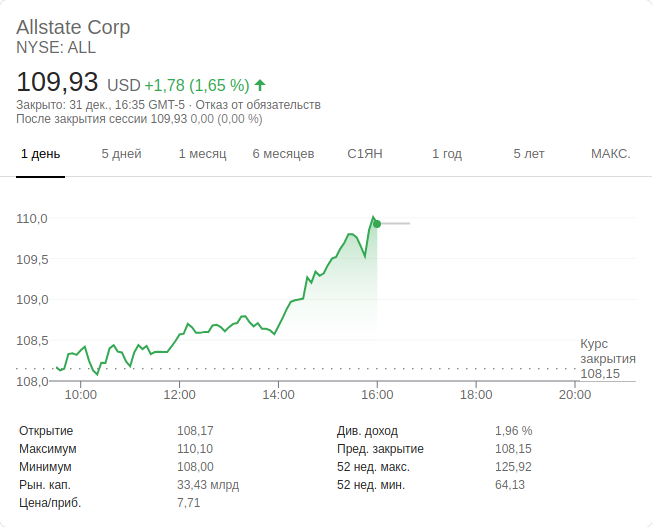 Allstate Corp
NYSE: ALL
109,93 USD +1,78 (1,65 %)
Закрыто: 31 дек., 16:35 GMT-5 · Отказ от обязательств
После закрытия сессии 109,93 0,00 (0,00 %)
1 день 5 дней 1 месяц 6 месяцев С1ЯН 1 год 5 лет МАКС.
110,0
109,5
109,0
108,5
108,0
Курс
закрытия
108,15
10:00 12:00 14:00 16:00 18:00 20:00
Открытие 108,17 Див. доход 1,96 %
Максимум 110,10 Пред. закрытие 108,15
Минимум 108,00 52 нед. макс. 125,92
Рын. кап. 33,43 млрд 52 нед. мин. 64,13
Цена/приб. 7,71